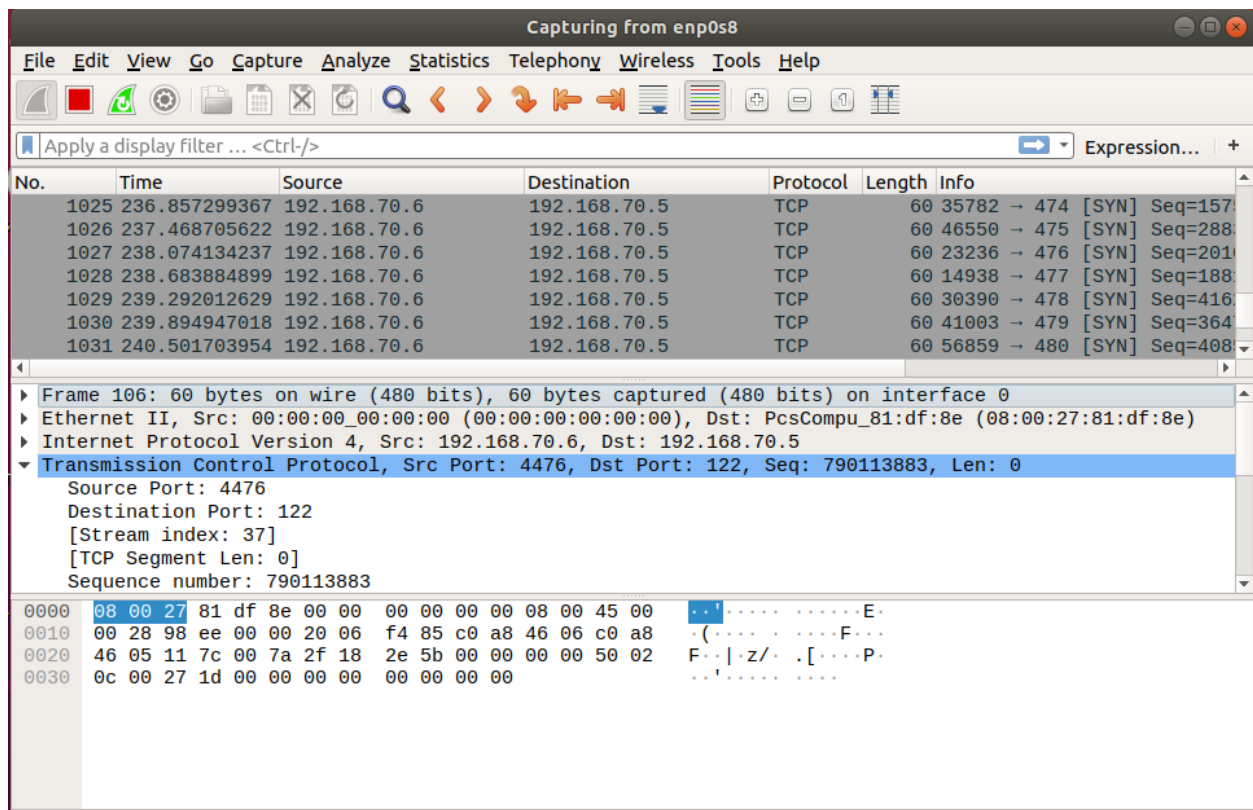 Capturing from enp0s8
File Edit View Go Capture Analyze Statistics Telephony Wireless Tools Help
Apply a display filter … <Ctrl-/> Expression… +
No. Time Source Destination Protocol Length Info
1025 236.857299367 192.168.70.6 192.168.70.5 TCP 60 35782 → 474 [SYN] Seq=157
1026 237.468705622 192.168.70.6 192.168.70.5 TCP 60 46550 → 475 [SYN] Seq=288
1027 238.074134237 192.168.70.6 192.168.70.5 TCP 60 23236 → 476 [SYN] Seq=201
1028 238.683884899 192.168.70.6 192.168.70.5 TCP 60 14938 → 477 [SYN] Seq=188
1029 239.292012629 192.168.70.6 192.168.70.5 TCP 60 30390 → 478 [SYN] Seq=416
1030 239.894947018 192.168.70.6 192.168.70.5 TCP 60 41003 → 479 [SYN] Seq=364
1031 240.501703954 192.168.70.6 192.168.70.5 TCP 60 56859 → 480 [SYN] Seq=408
Frame 106: 60 bytes on wire (480 bits), 60 bytes captured (480 bits) on interface 0
Ethernet II, Src: 00:00:00_00:00:00 (00:00:00:00:00:00), Dst: PcsCompu_81:df:8e (08:00:27:81:df:8e)
Internet Protocol Version 4, Src: 192.168.70.6, Dst: 192.168.70.5
Transmission Control Protocol, Src Port: 4476, Dst Port: 122, Seq: 790113883, Len: 0
Source Port: 4476
Destination Port: 122
[Stream index: 37]
[TCP Segment Len: 0]
Sequence number: 790113883
0000 08 00 27 81 df 8e 00 00 00 00 00 00 08 00 45 00 ··'····· ······E·
0010 00 28 98 ee 00 00 20 06 f4 85 c0 a8 46 06 c0 a8 ·(···· · ····F···
0020 46 05 11 7c 00 7a 2f 18 2e 5b 00 00 00 00 50 02 F··|·z/· .[····P·
0030 0c 00 27 1d 00 00 00 00 00 00 00 00 ··'····· ····